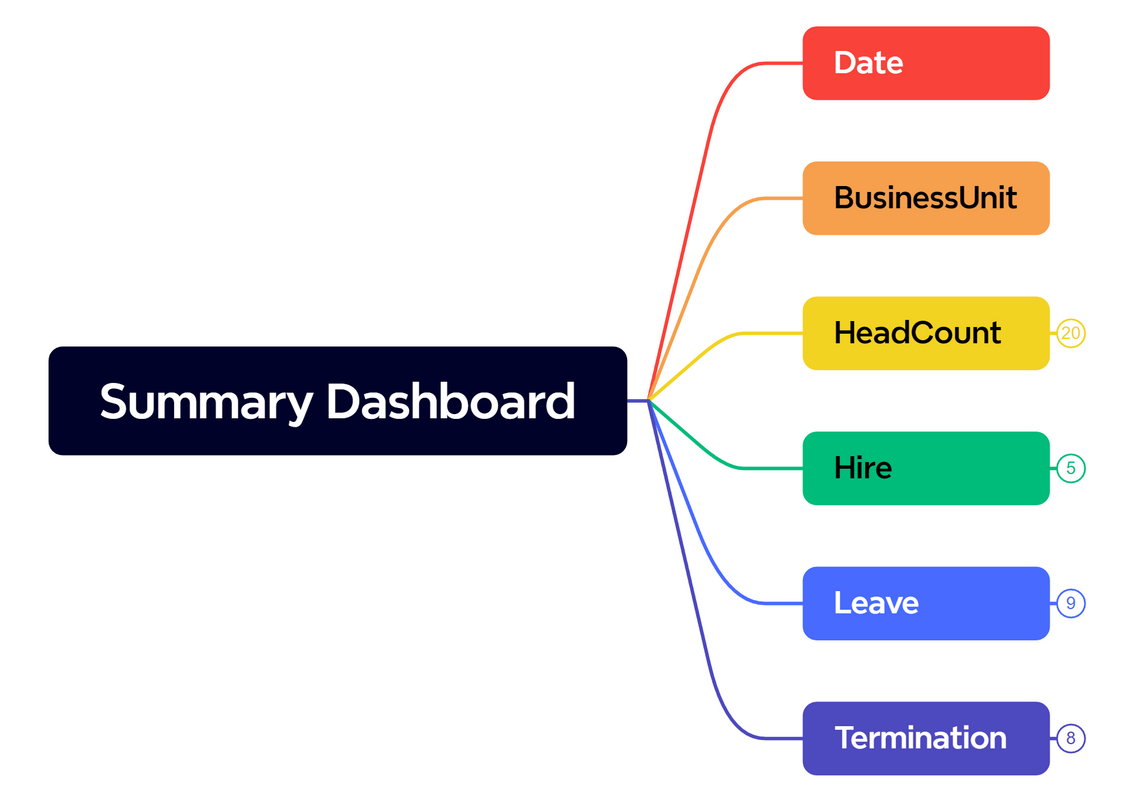 Summary Dashboard
Date
BusinessUnit
HeadCount
20
Hire
5
Leave
9
Termination
8